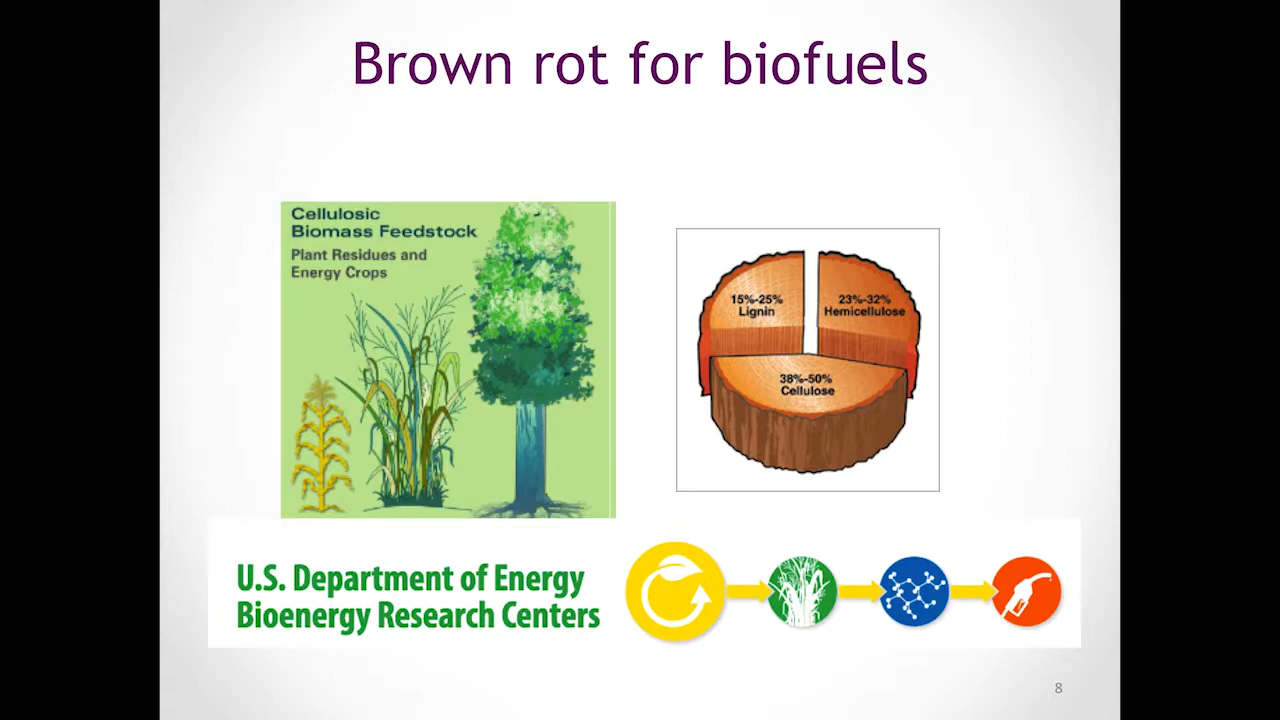 Brown rot for biofuels
Cellulosic
Biomass Feedstock
Plant Residues and
Energy Crops
15%-25%
Lignin
23%-32%
Hemicellulose
38%-50%
Cellulose
U.S. Department of Energy
Bioenergy Research Centers
8